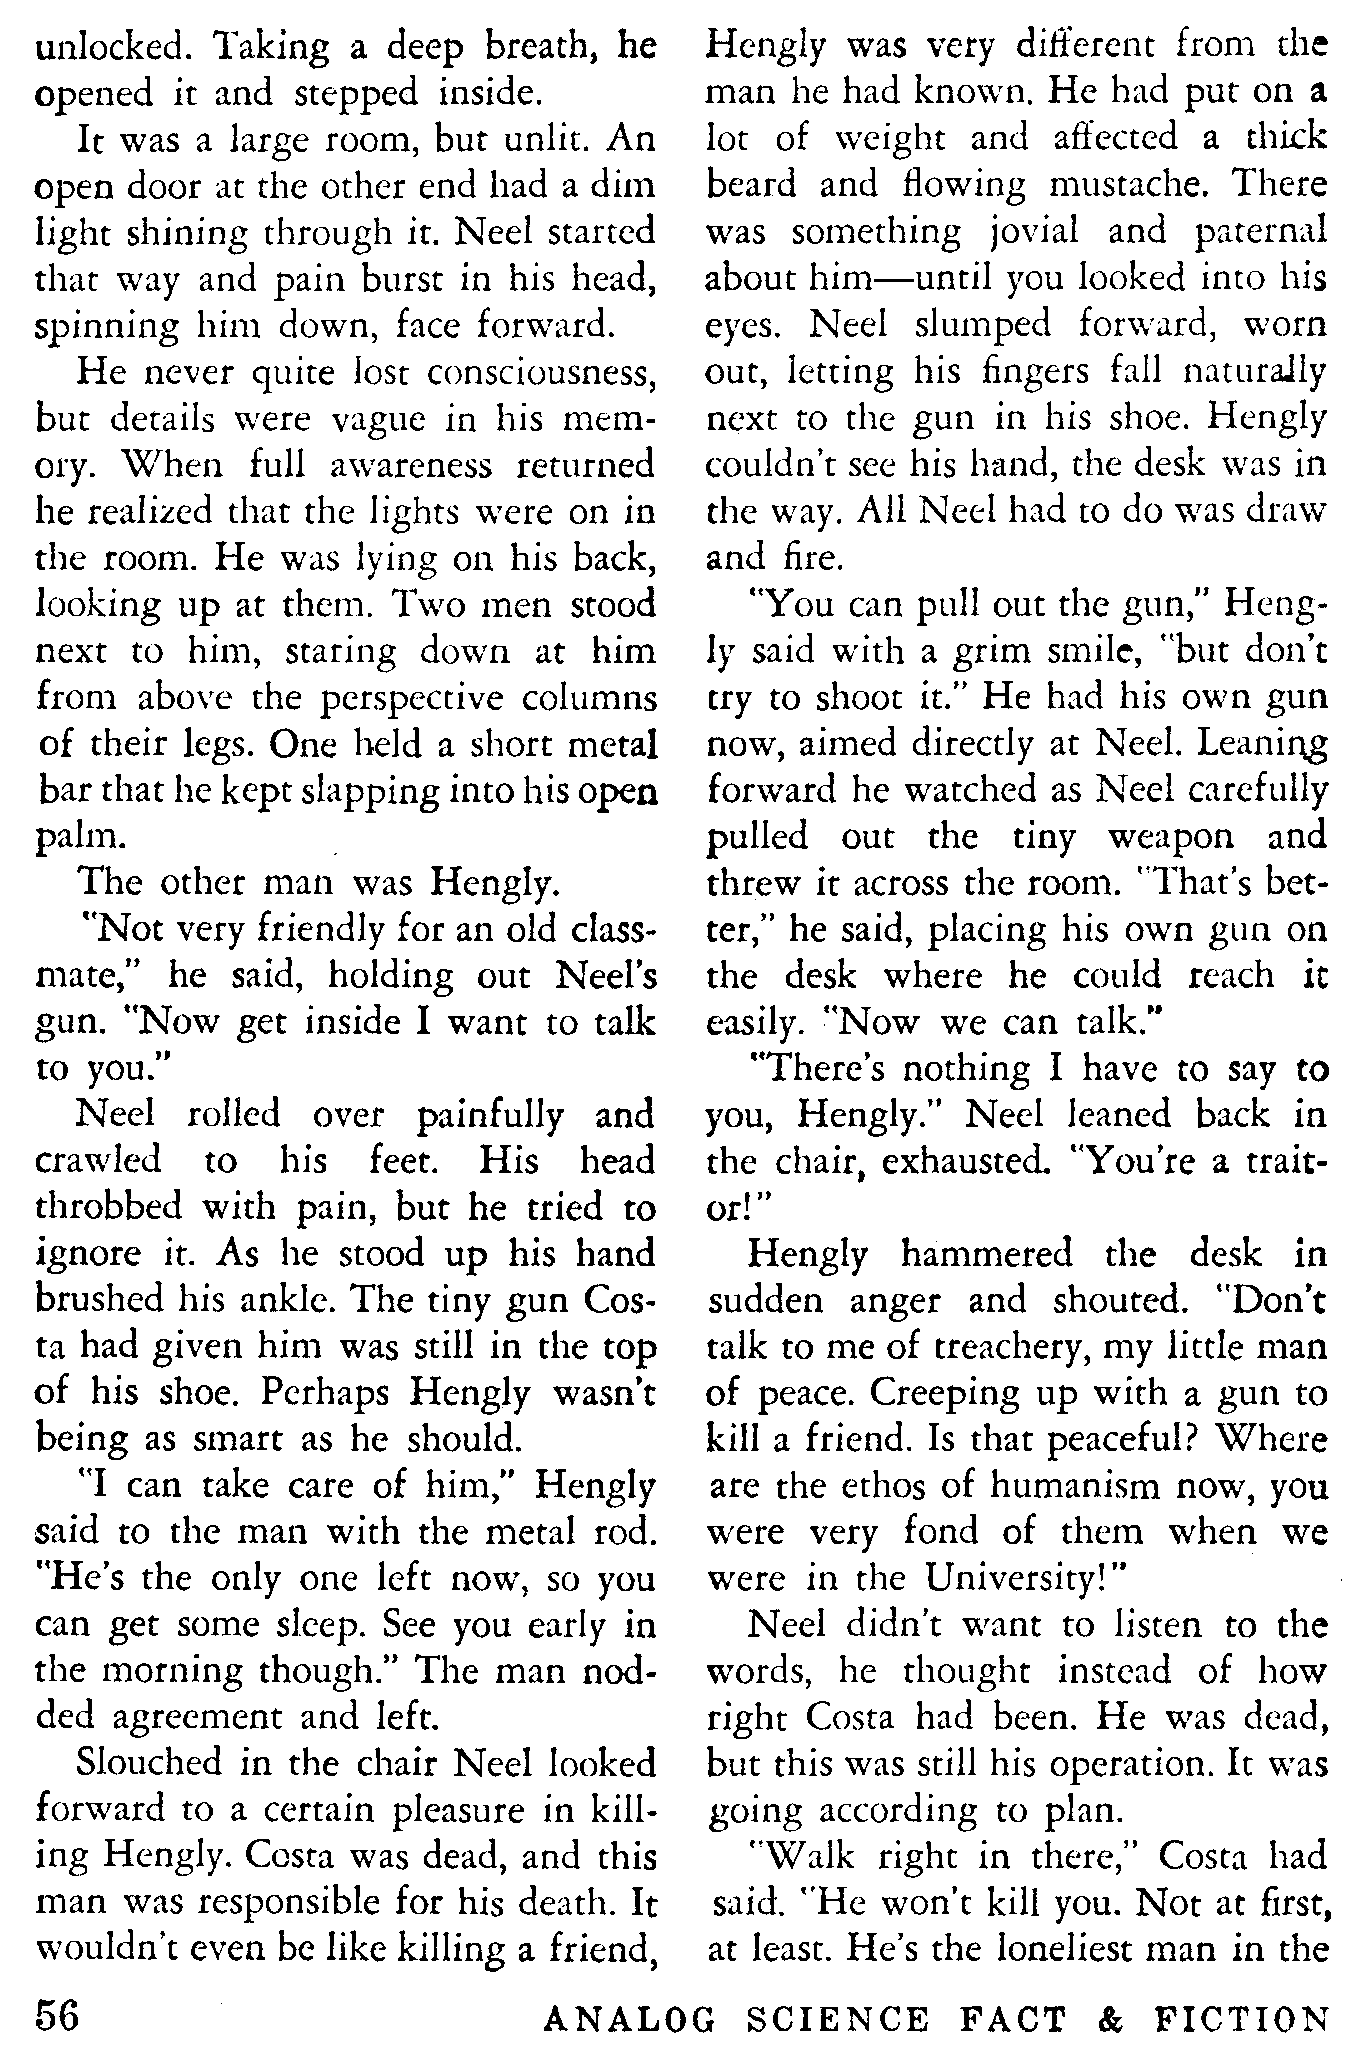 unlocked. Taking a deep breath, he
opened it and stepped inside.
It was a large room, but unlit. An
open door at the other end had a dim
light shining through it. Neel started
that way and pain burst in his head,
spinning him down, face forward.
He never quite lost consciousness,
but details were vague in his mem-
ory. When full awareness returned
he realized that the lights were on in
the room. He was lying on his back,
looking up at them. Two men stood
next to him, staring down at him
from above the perspective columns
of their legs. One held a short metal
bar that he kept slapping into his open
palm.
The other man was Hengly.
"Not very friendly for an old class-
mate," he said, holding out Neel's
gun. "Now get inside I want to talk
to you."
Neel rolled over painfully and
crawled to his feet. His head
throbbed with pain, but he tried to
ignore it. As he stood up his hand
brushed his ankle. The tiny gun Cos-
ta had given him was still in the top
of his shoe. Perhaps Hengly wasn't
being as smart as he should.
"I can take care of him," Hengly
said to the man with the metal rod.
"He's the only one left now, so you
can get some sleep. See you early in
the morning though." The man nod-
ded agreement and left.
Slouched in the chair Neel looked
forward to a certain pleasure in kill-
ing Hengly. Costa was dead, and this
man was responsible for his death. It
wouldn't even be like killing a friend,
Hengly was very different from the
man he had known. He had put on a
lot of weight and affected a thick
beard and flowing mustache. There
was something jovial and paternal
about him—until you looked into his
eyes. Neel slumped forward, worn
out, letting his fingers fall naturally
next to the gun in his shoe. Hengly
couldn't see his hand, the desk was in
the way. All Neel had to do was draw
and fire.
"You can pull out the gun," Heng-
ly said with a grim smile, "but don't
try to shoot it." He had his own gun
now, aimed directly at Neel. Leaning
forward he watched as Neel carefully
pulled out the tiny weapon and
threw it across the room. "That's bet-
ter," he said, placing his own gun on
the desk where he could reach it
easily. "Now we can talk."
"There's nothing I have to say to
you, Hengly." Neel leaned back in
the chair, exhausted. "You're a trait-
or!"
Hengly hammered the desk in
sudden anger and shouted. "Don't
talk to me of treachery, my little man
of peace. Creeping up with a gun to
kill a friend. Is that peaceful? Where
are the ethos of humanism now, you
were very fond of them when we
were in the University!"
Neel didn't want to listen to the
words, he thought instead of how
right Costa had been. He was dead,
but this was still his operation. It was
going according to plan.
"Walk right in there," Costa had
said. "He won't kill you. Not at first,
at least. He's the loneliest man in the
56
ANALOG SCIENCE FACT & FICTION